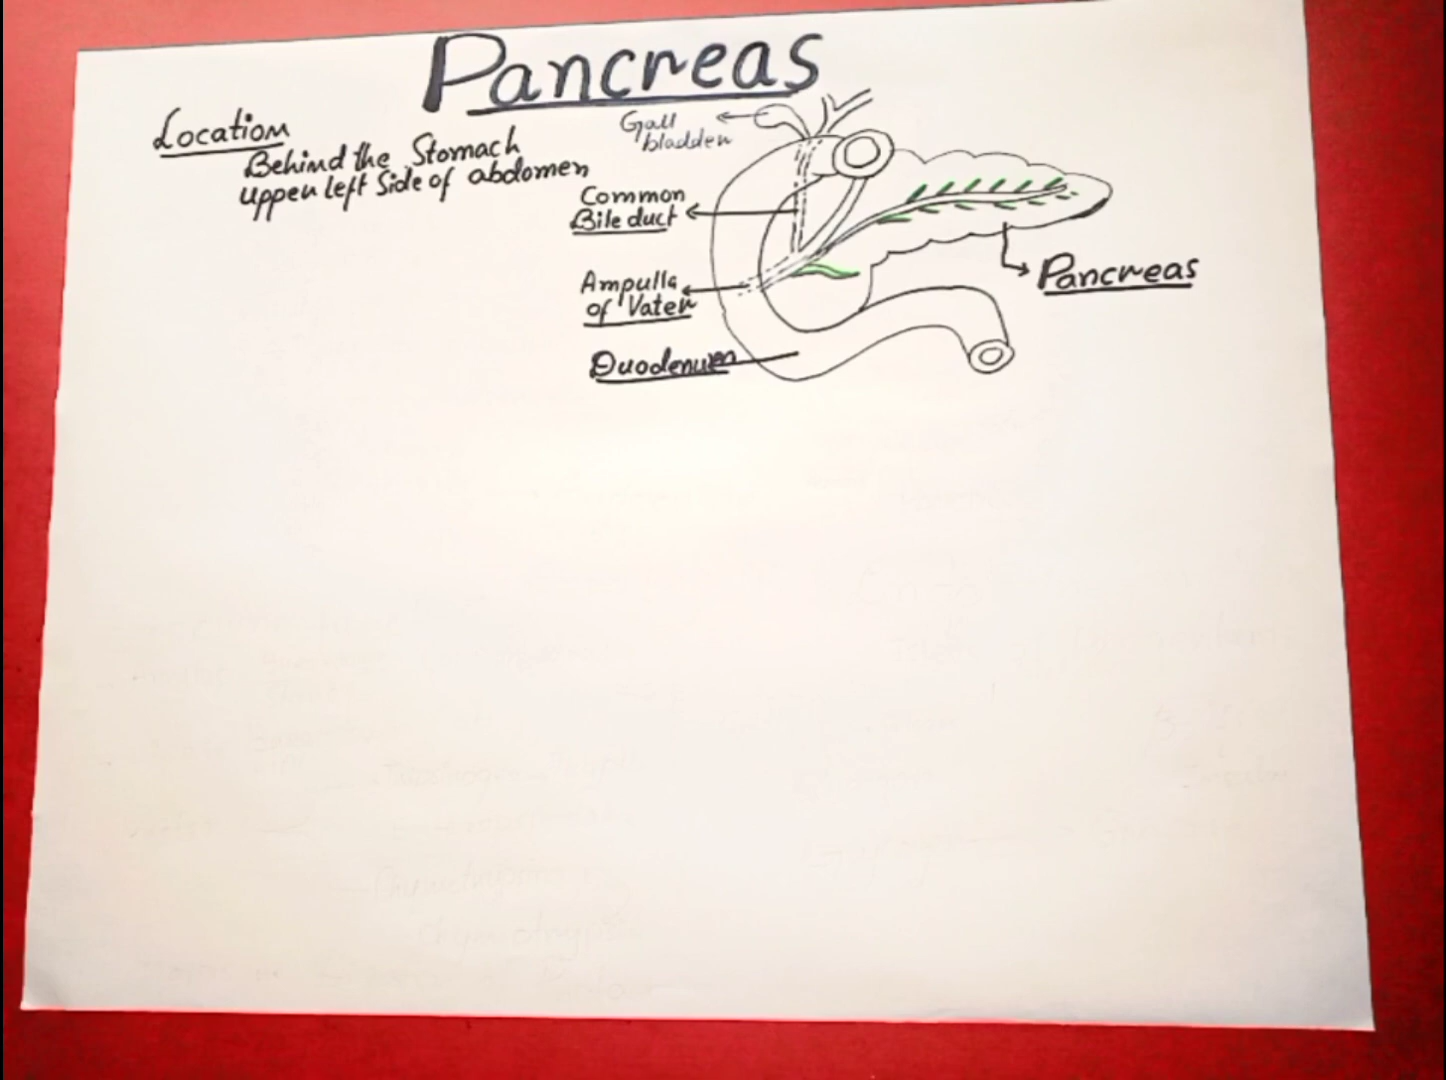 Pancreas
Location
Behind the Stomach
upper left Side of abdomen
Gall
bladder
Common
Bile duct
Ampulla
of Vater
Duodenum
Pancreas